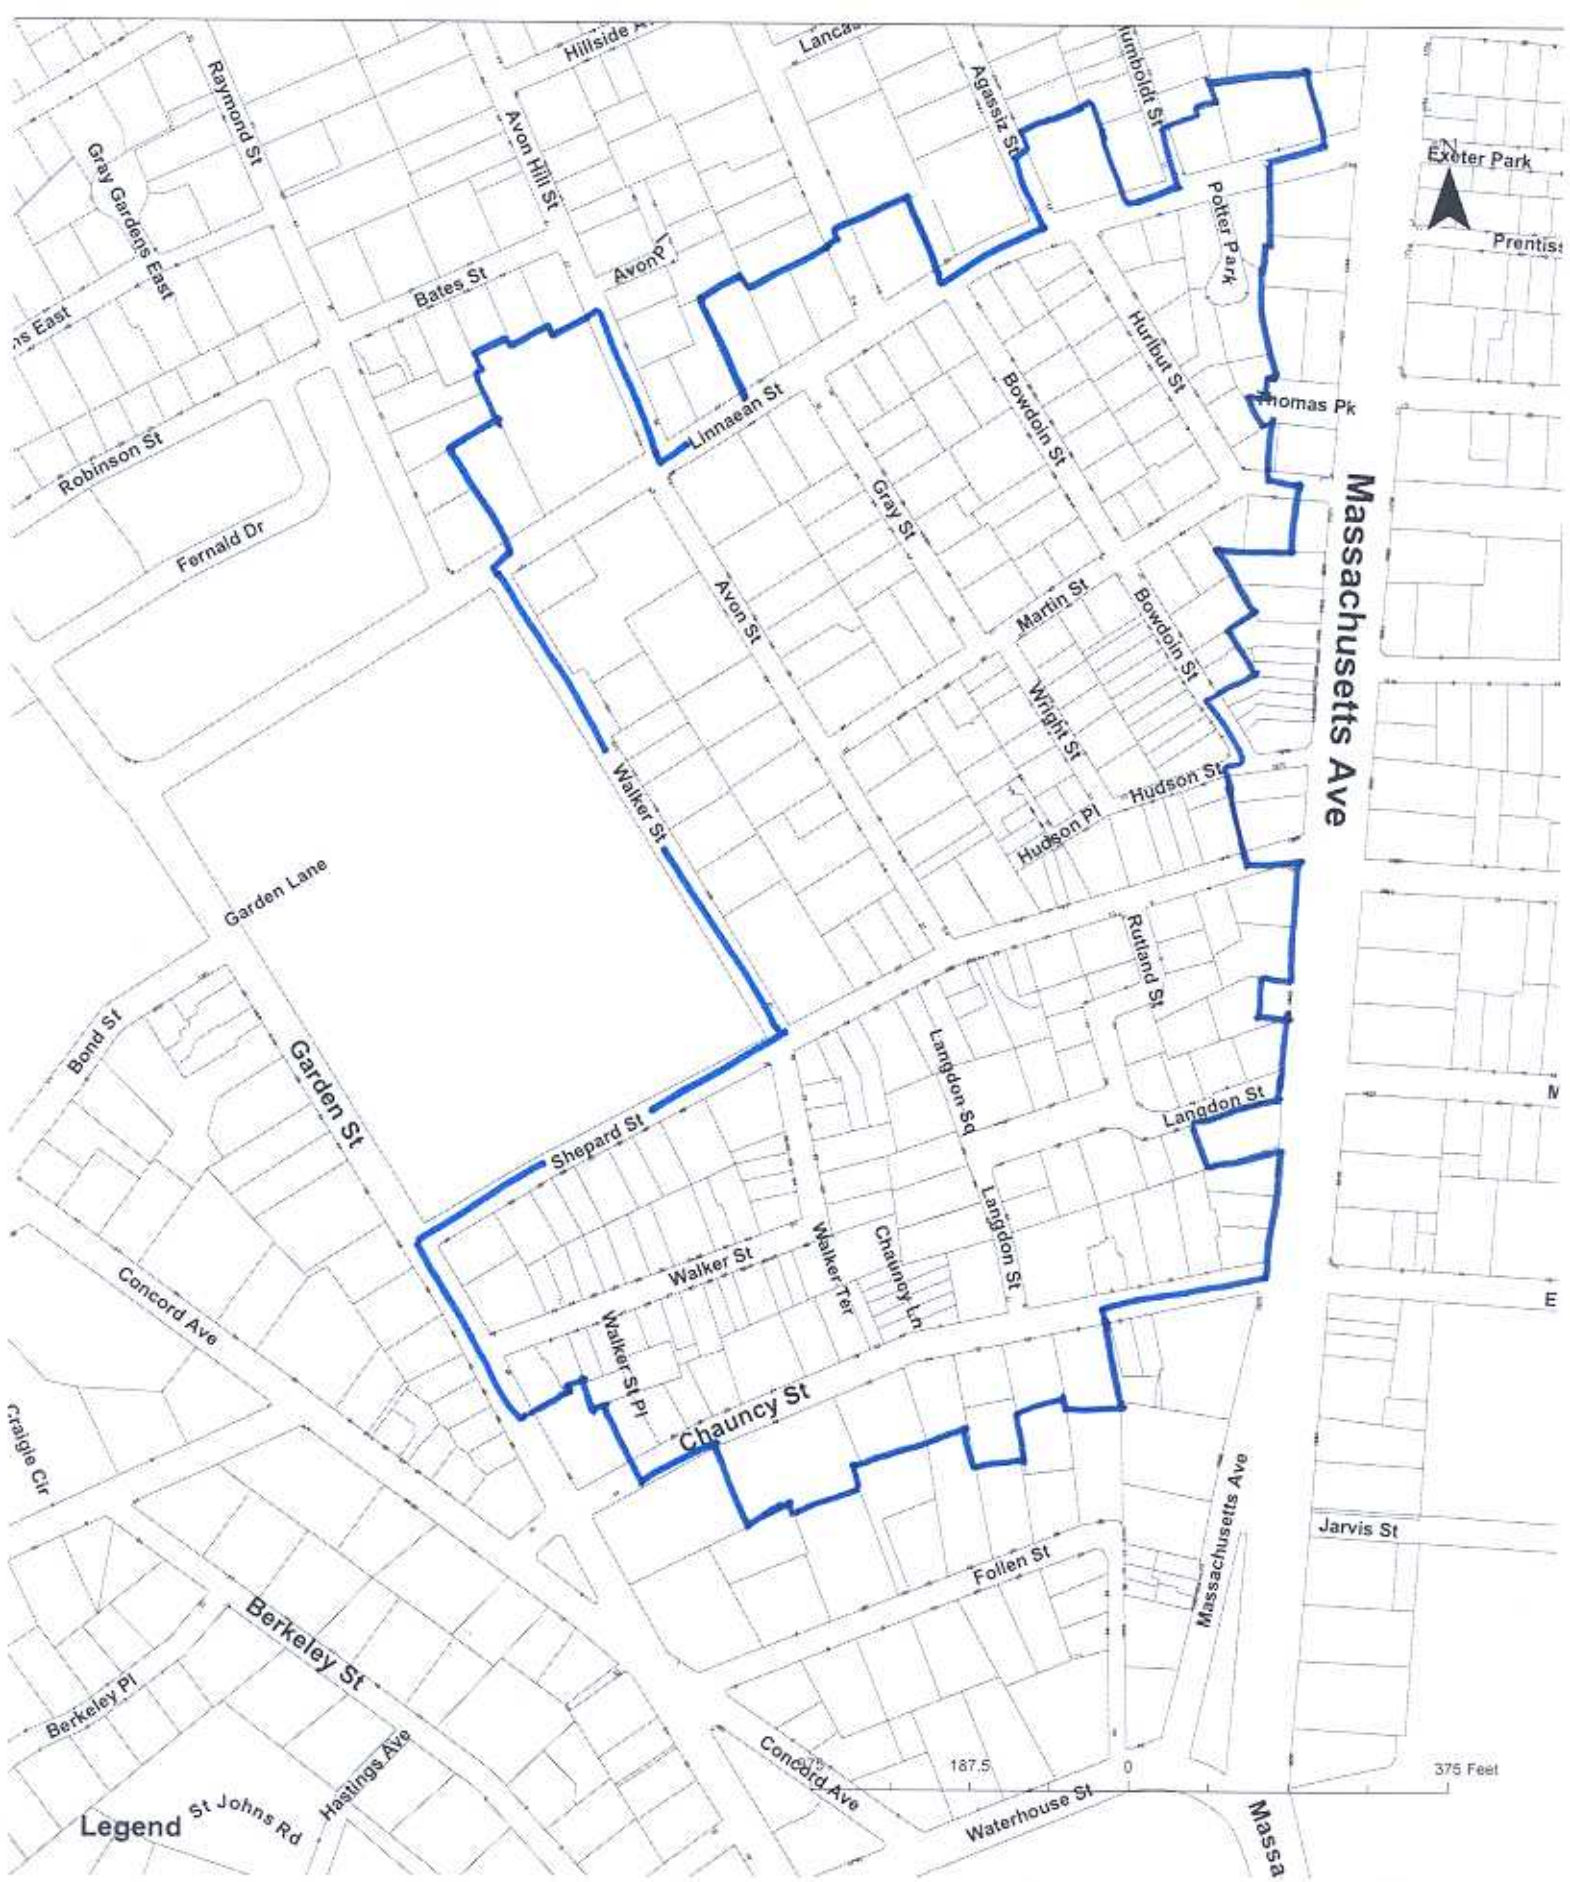 Hillside A
Raymond St
Gray Gardens East
Avon Hill St
Agassiz St
Exeter Park
N
Prentiss
Potter Park
Avon Pl
Bates St
ns East
Hurlbut St
Thomas Pk
Linnaean St
Bowdoin St
Robinson St
Fernald Dr
Gray St
Massachusetts Ave
Avon St
Martin St
Bowdoin St
Wright St
Walker St
Hudson St
Hudson Pl
Garden Lane
Rutland St
Bond St
Garden St
Langdon Sq
Langdon St
M
Shepard St
Langdon St
Walker Ter
Chauncy Ln
Walker St
Concord Ave
E
Walker St Pl
Chauncy St
Craigie Cir
Massachusetts Ave
Jarvis St
Follen St
Berkeley St
Berkeley Pl
Hastings Ave
Concord Ave
187.5
0
375 Feet
Legend
St Johns Rd
Waterhouse St
Massa